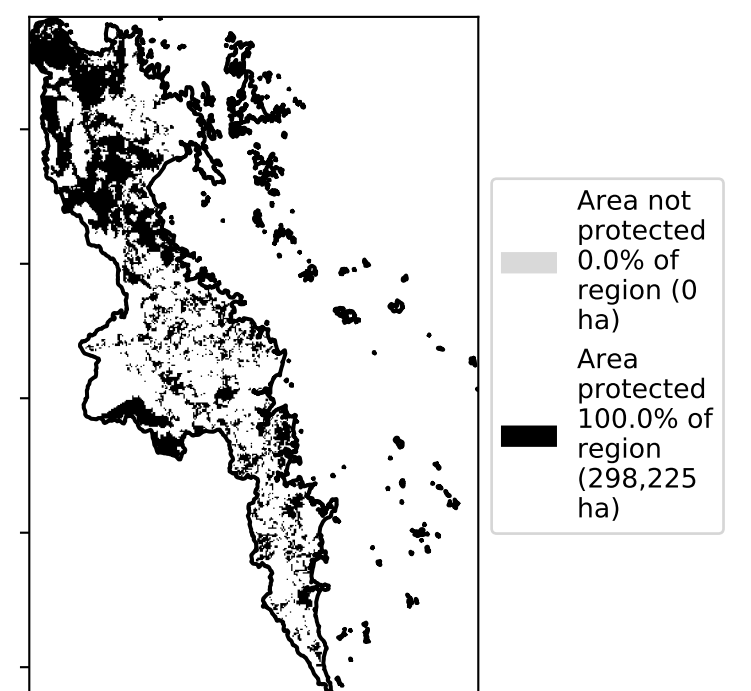 Area not
protected
0.0% of
region (0
ha)
Area
protected
100.0% of
region
(298,225
ha)